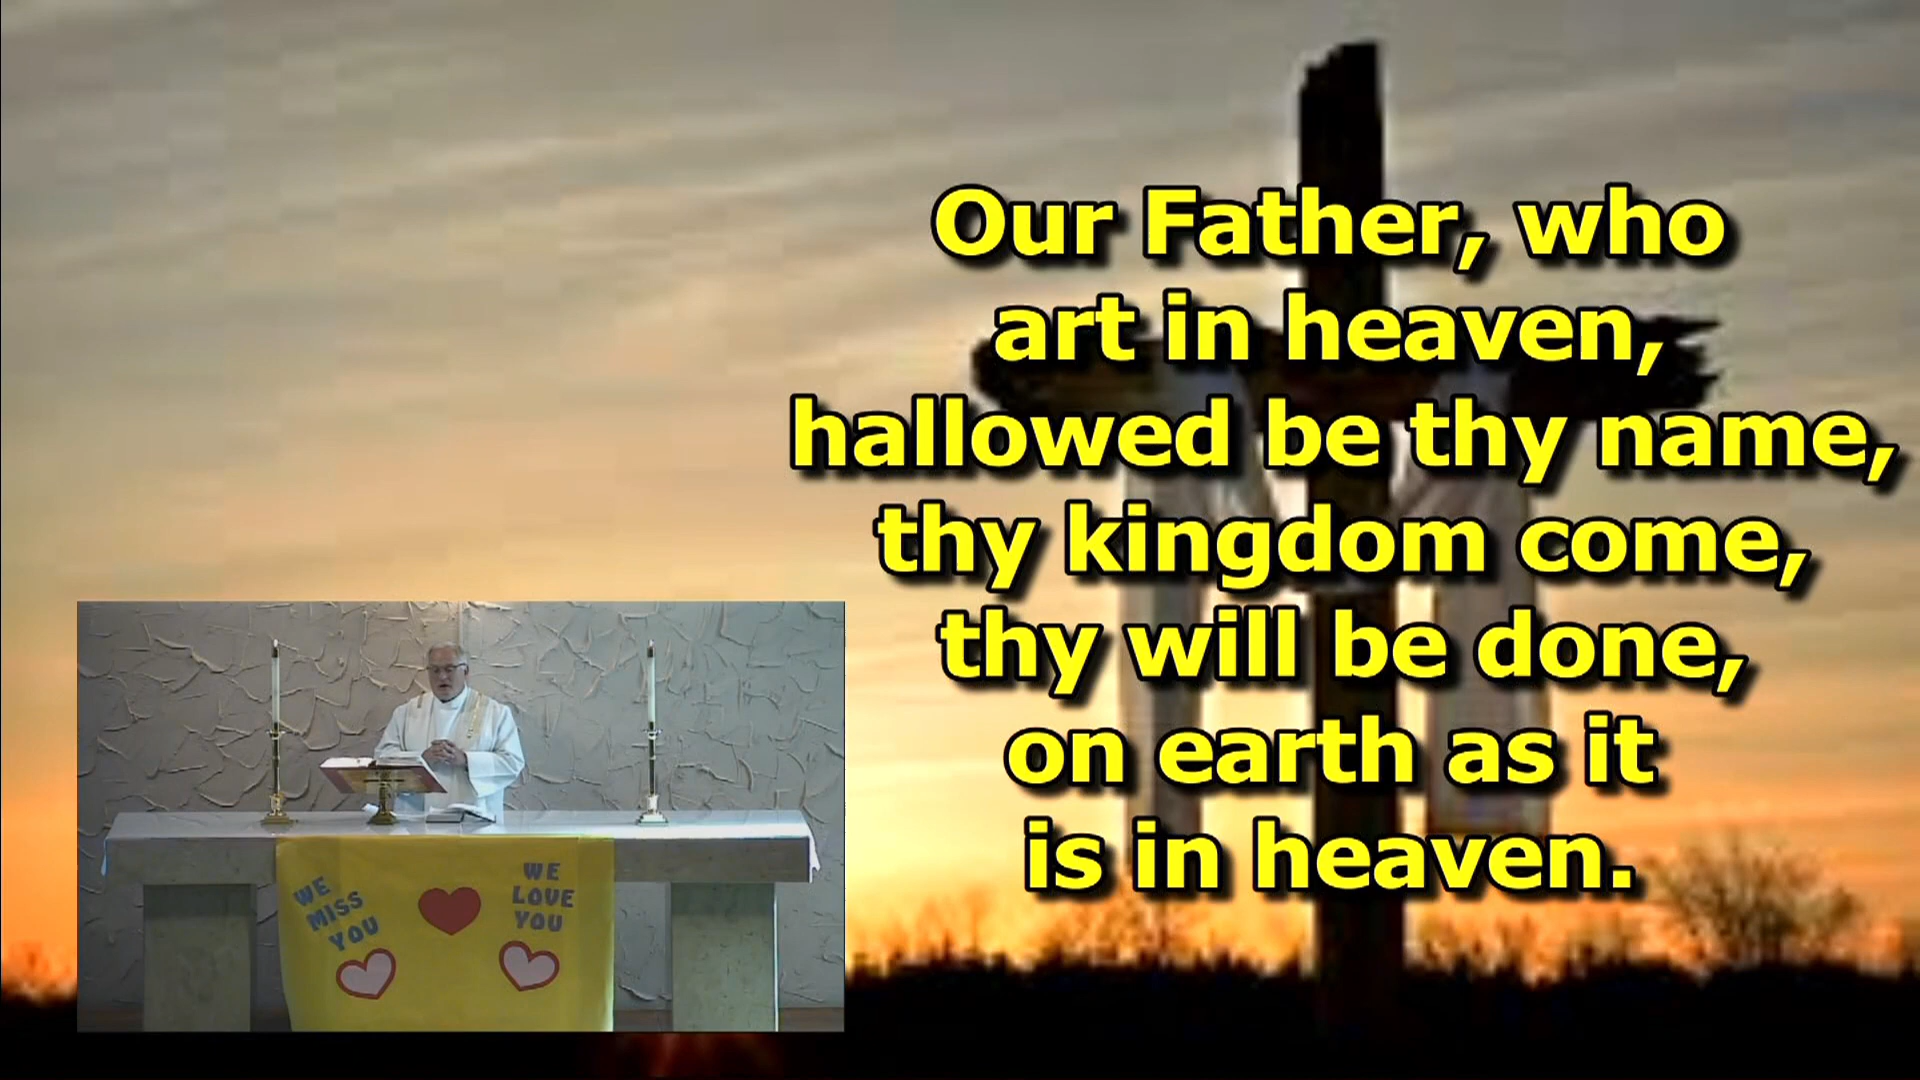 Our Father, who
art in heaven,
hallowed be thy name,
thy kingdom come,
thy will be done,
on earth as it
is in heaven.
WE
MISS
YOU
WE
LOVE
YOU